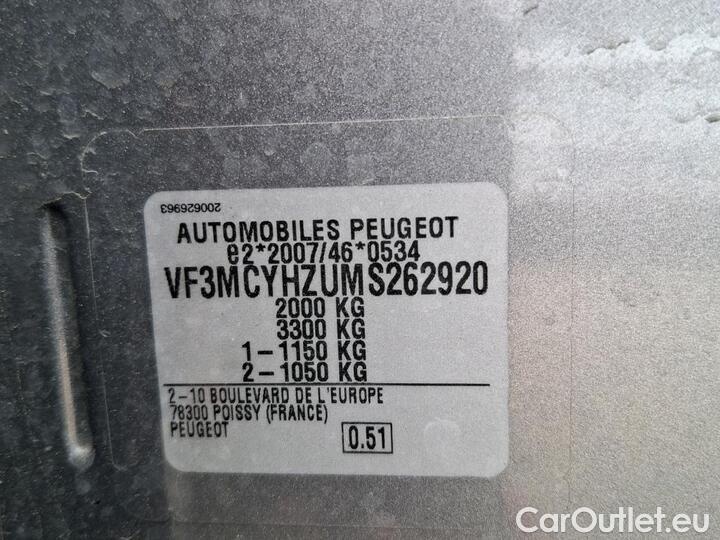 200626963
AUTOMOBILES PEUGEOT
e2*2007/46*0534
VF3MCYHZUMS262920
2000 KG
3300 KG
1-1150 KG
2-1050 KG
2-10 BOULEVARD DE L'EUROPE
78300 POISSY (FRANCE)
PEUGEOT
0.51
CarOutlet.eu